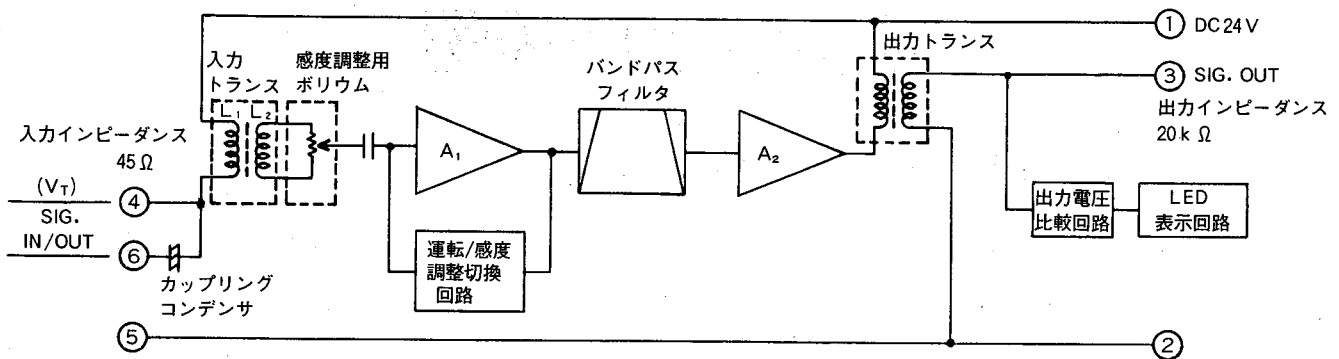 ① DC24V
出力トランス
入力
トランス
感度調整用
ボリウム
バンドパス
フィルタ
③ SIG. OUT
出力インピーダンス
20kΩ
L1 L2
入力インピーダンス
45Ω
A1
A2
(VT)
④
SIG.
IN/OUT
⑥
カップリング
コンデンサ
運転/感度
調整切換
回路
出力電圧
比較回路
LED
表示回路
⑤
②